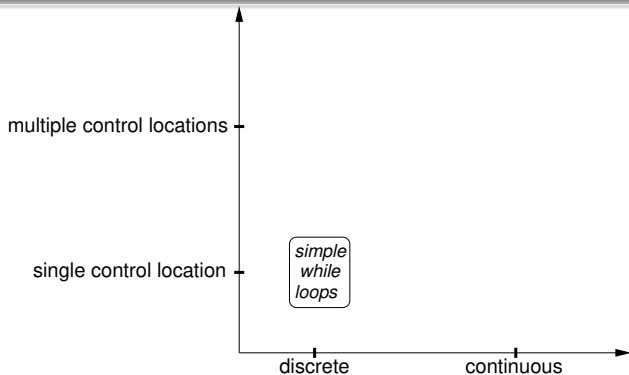 multiple control locations
single control location
simple
while
loops
discrete
continuous